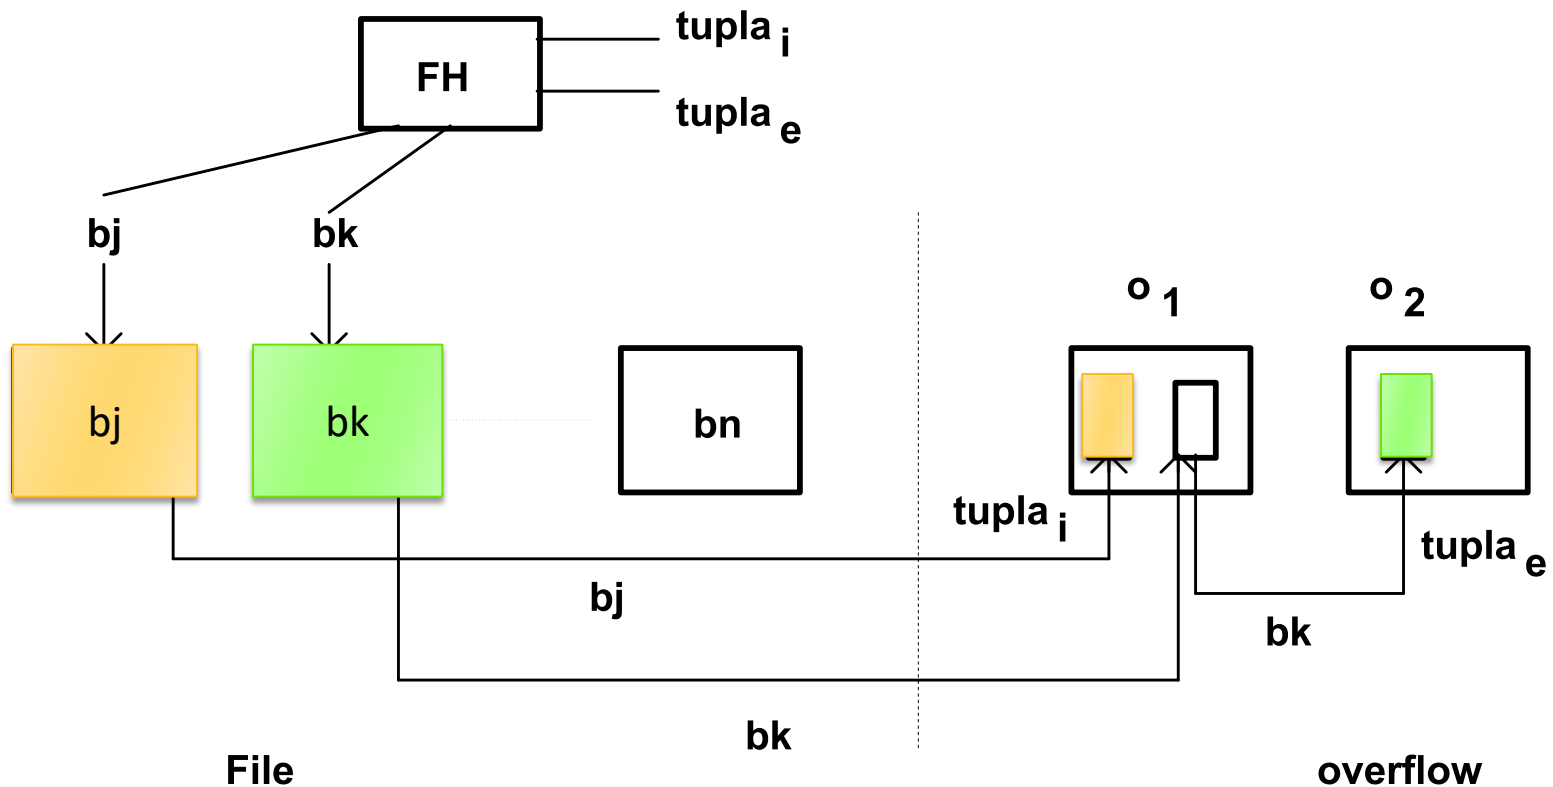 tupla i
FH
tupla e
bj
bk
o 1
o 2
bj
bk
bn
tupla i
tupla e
bj
bk
bk
File
overflow